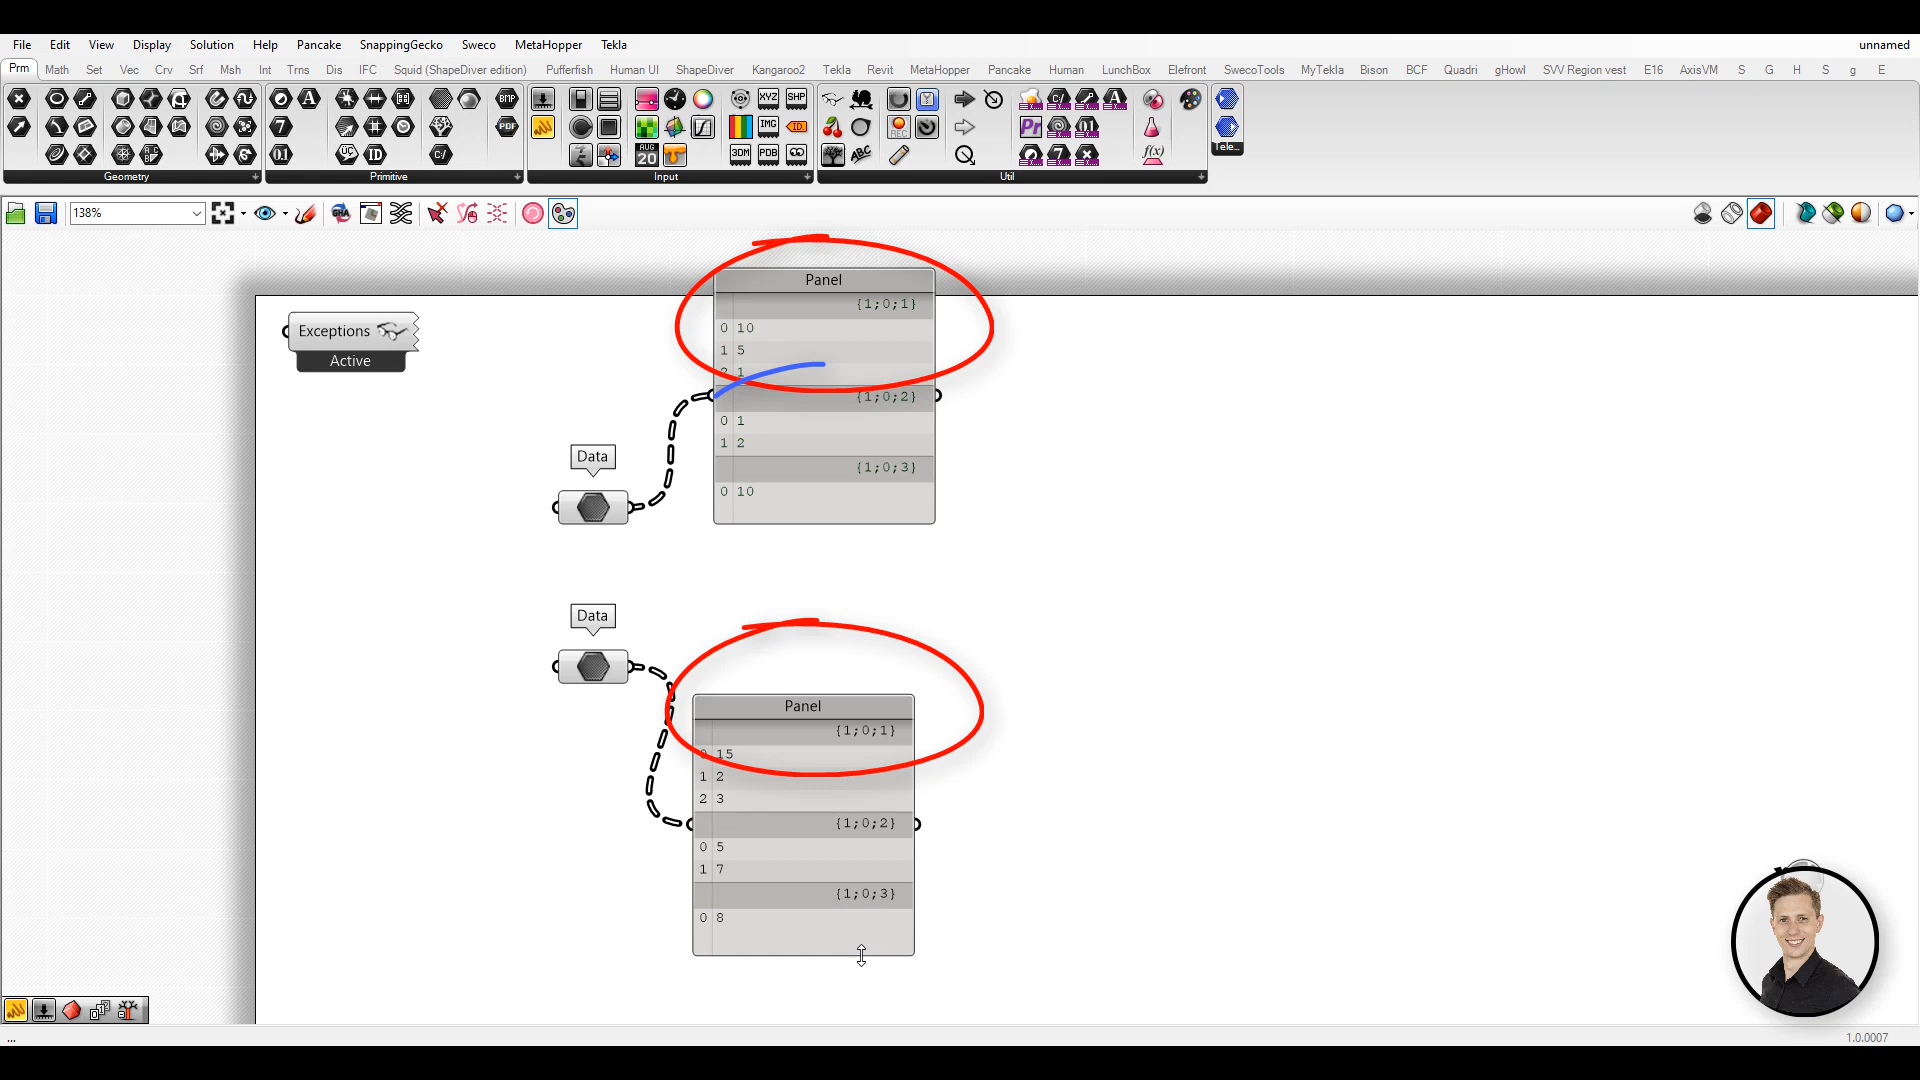 File Edit View Display Solution Help Pancake SnappingGecko Sweco MetaHopper Tekla unnamed
Prm Math Set Vec Crv Srf Msh Int Trns Dis IFC Squid (ShapeDiver edition) Pufferfish Human UI ShapeDiver Kangaroo2 Tekla Revit MetaHopper Pancake Human LunchBox Elefront SwecoTools MyTekla Bison BCF Quadri gHowl SVV Region vest E16 AxisVM S G H S g E
Geometry Primitive Input Util Tele...
138%
Panel
{1;0;1}
0 10
1 5
2 1
{1;0;2}
0 1
1 2
{1;0;3}
0 10
Exceptions
Active
Data
Data
Panel
{1;0;1}
0 15
1 2
2 3
{1;0;2}
0 5
1 7
{1;0;3}
0 8
...
1.0.0007